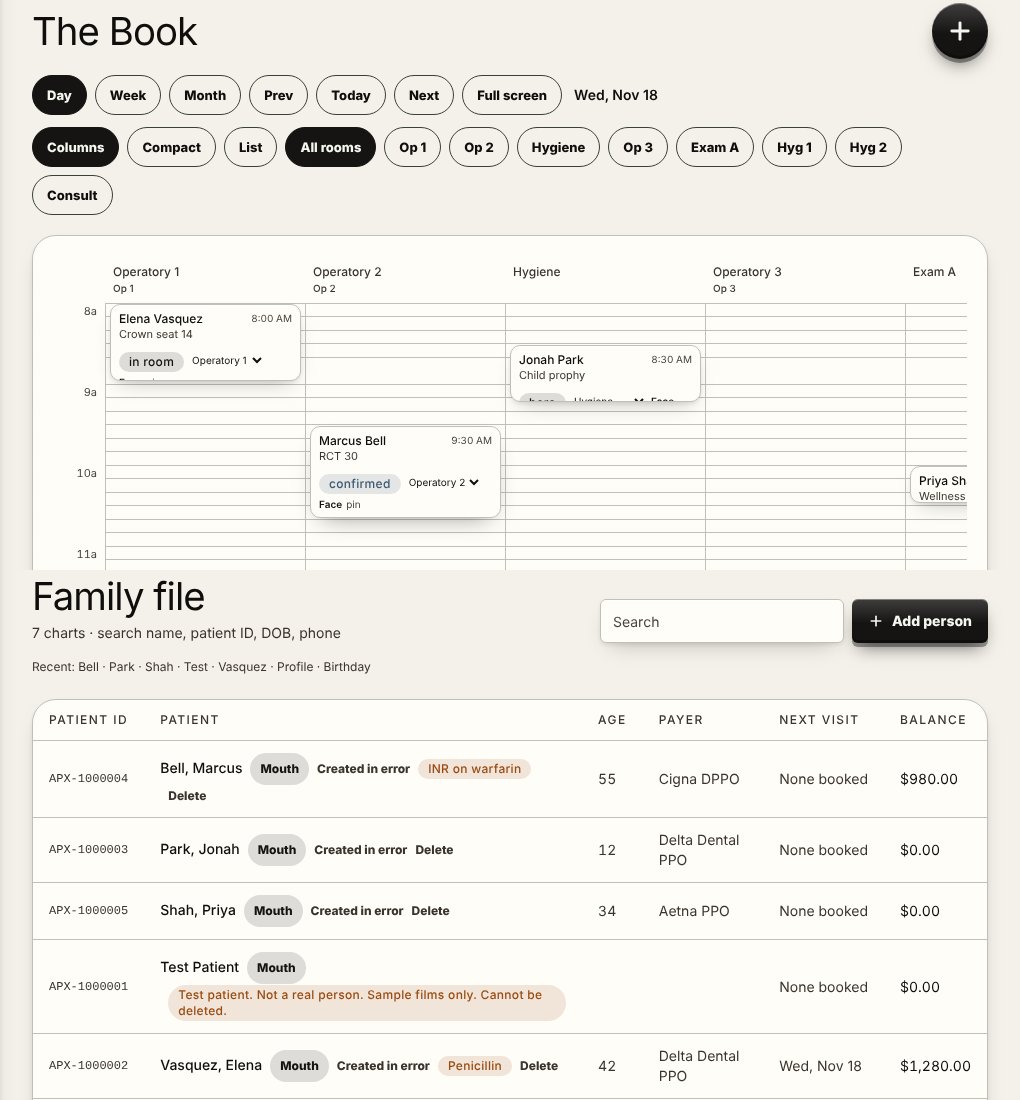 The Book
+
Day Week Month Prev Today Next Full screen Wed, Nov 18
Columns Compact List All rooms Op 1 Op 2 Hygiene Op 3 Exam A Hyg 1 Hyg 2
Consult
Operatory 1 Operatory 2 Hygiene Operatory 3 Exam A
Op 1 Op 2 Op 3
8a
Elena Vasquez 8:00 AM
Crown seat 14
in room Operatory 1
Jonah Park 8:30 AM
Child prophy
9a
Marcus Bell 9:30 AM
RCT 30
confirmed Operatory 2
Face pin
10a
Priya Sh
Wellness
11a
Family file
7 charts · search name, patient ID, DOB, phone
Search
+ Add person
Recent: Bell · Park · Shah · Test · Vasquez · Profile · Birthday
PATIENT ID PATIENT AGE PAYER NEXT VISIT BALANCE
APX-1000004 Bell, Marcus Mouth Created in error INR on warfarin 55 Cigna DPPO None booked $980.00
Delete
APX-1000003 Park, Jonah Mouth Created in error Delete 12 Delta Dental PPO None booked $0.00
APX-1000005 Shah, Priya Mouth Created in error Delete 34 Aetna PPO None booked $0.00
APX-1000001 Test Patient Mouth None booked $0.00
Test patient. Not a real person. Sample films only. Cannot be
deleted.
APX-1000002 Vasquez, Elena Mouth Created in error Penicillin Delete 42 Delta Dental PPO Wed, Nov 18 $1,280.00